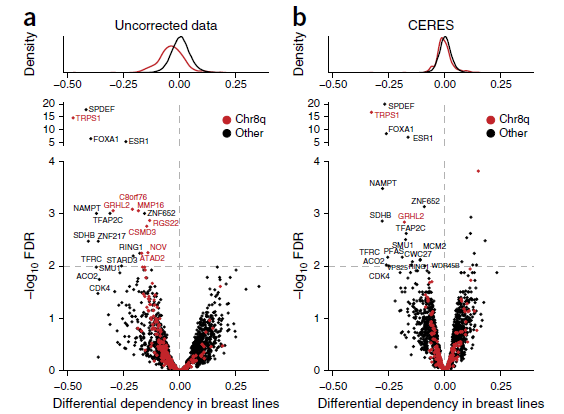 a
Uncorrected data
Density
−0.50 −0.25 0.00 0.25
20
15
10
5
SPDEF
TRPS1
FOXA1
ESR1
Chr8q
Other
4
3
2
1
0
C8orf76
NAMPT GRHL2 MMP16
TFAP2C ZNF652
RGS22
CSMD3
SDHB ZNF217
RING1 NOV
TFRC STARD3 ATAD2
SMU1
ACO2
CDK4
−log10 FDR
−0.50 −0.25 0.00 0.25
Differential dependency in breast lines
b
CERES
Density
−0.50 −0.25 0.00 0.25
20
15
10
5
SPDEF
TRPS1
FOXA1
ESR1
Chr8q
Other
4
3
2
1
0
NAMPT
ZNF652
SDHB GRHL2
TFAP2C
SMU1 MCM2
TFRC PFAS CWC27
ACO2 VPS25 RING1 WDR45B
CDK4
−log10 FDR
−0.50 −0.25 0.00 0.25
Differential dependency in breast lines